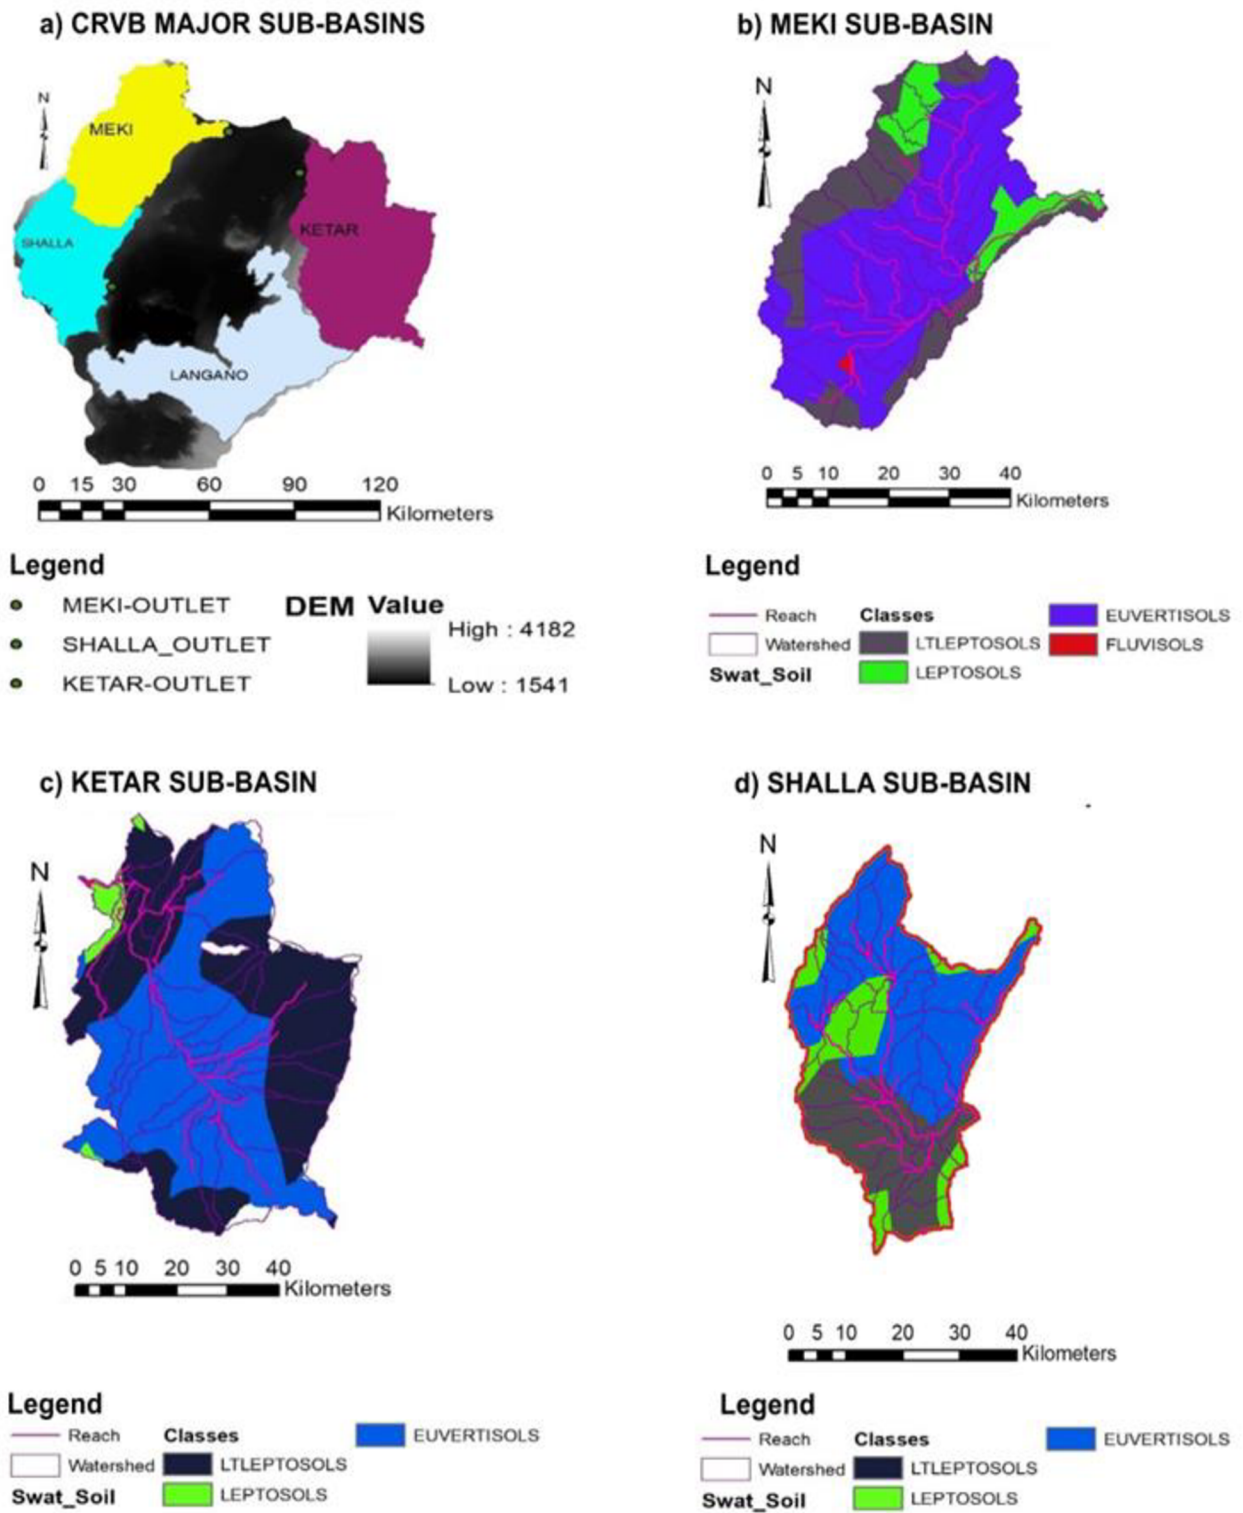 a) CRVB MAJOR SUB-BASINS
N
MEKI
SHALLA
KETAR
LANGANO
0 15 30 60 90 120
Kilometers
Legend
MEKI-OUTLET
SHALLA_OUTLET
KETAR-OUTLET
DEM Value
High : 4182
Low : 1541
b) MEKI SUB-BASIN
N
0 5 10 20 30 40
Kilometers
Legend
Reach
Watershed
Swat_Soil
Classes
LTLEPTOSOLS
LEPTOSOLS
EUVERTISOLS
FLUVISOLS
c) KETAR SUB-BASIN
N
0 5 10 20 30 40
Kilometers
Legend
Reach
Watershed
Swat_Soil
Classes
LTLEPTOSOLS
LEPTOSOLS
EUVERTISOLS
d) SHALLA SUB-BASIN
N
0 5 10 20 30 40
Kilometers
Legend
Reach
Watershed
Swat_Soil
Classes
LTLEPTOSOLS
LEPTOSOLS
EUVERTISOLS